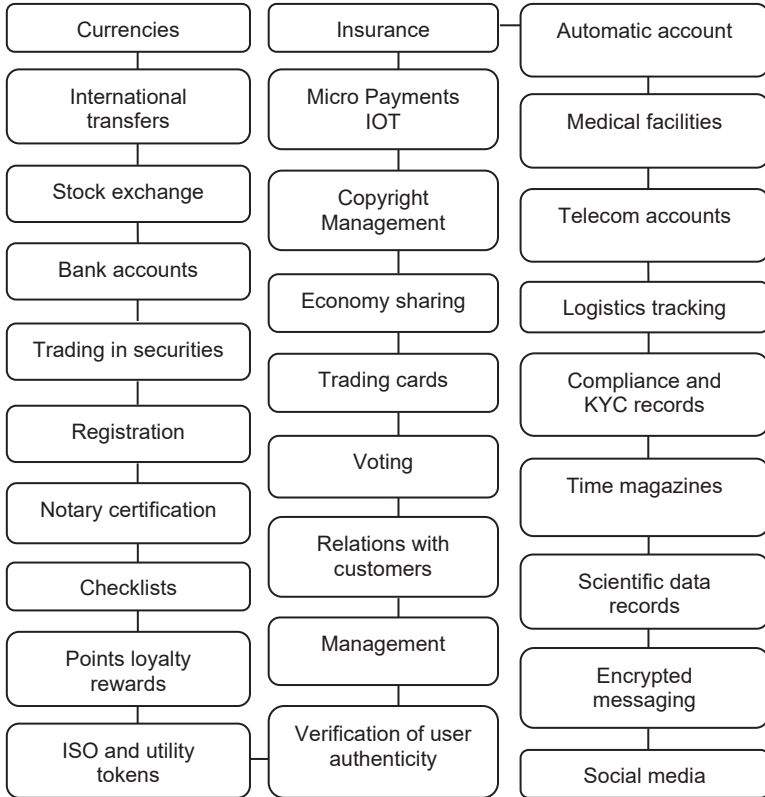 Currencies
International
transfers
Stock exchange
Bank accounts
Trading in securities
Registration
Notary certification
Checklists
Points loyalty
rewards
ISO and utility
tokens
Insurance
Micro Payments
IOT
Copyright
Management
Economy sharing
Trading cards
Voting
Relations with
customers
Management
Verification of user
authenticity
Automatic account
Medical facilities
Telecom accounts
Logistics tracking
Compliance and
KYC records
Time magazines
Scientific data
records
Encrypted
messaging
Social media